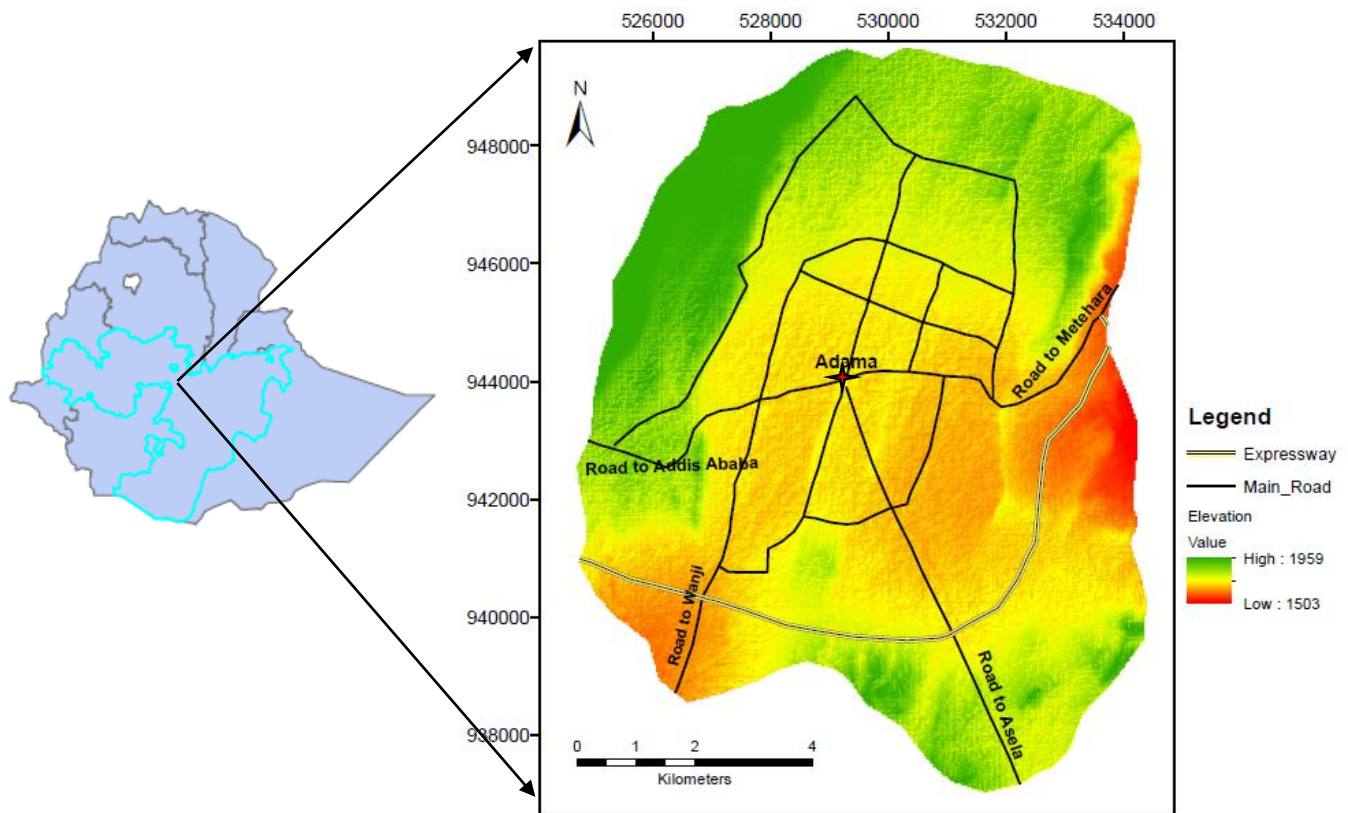 526000 528000 530000 532000 534000
N
948000
946000
944000
942000
940000
938000
Adama
Road to Metehara
Road to Addis Ababa
Road to Wanji
Road to Asela
0 1 2 4
Kilometers
Legend
Expressway
Main_Road
Elevation
Value
High : 1959
Low : 1503